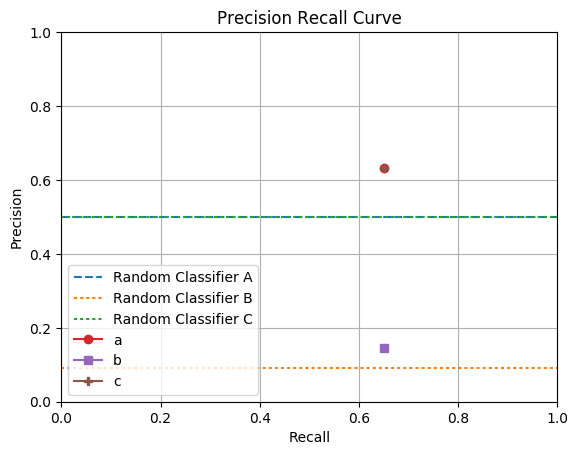 Precision Recall Curve
1.0
0.8
0.6
0.4
0.2
0.0
Precision
Random Classifier A
Random Classifier B
Random Classifier C
a
b
c
0.0 0.2 0.4 0.6 0.8 1.0
Recall